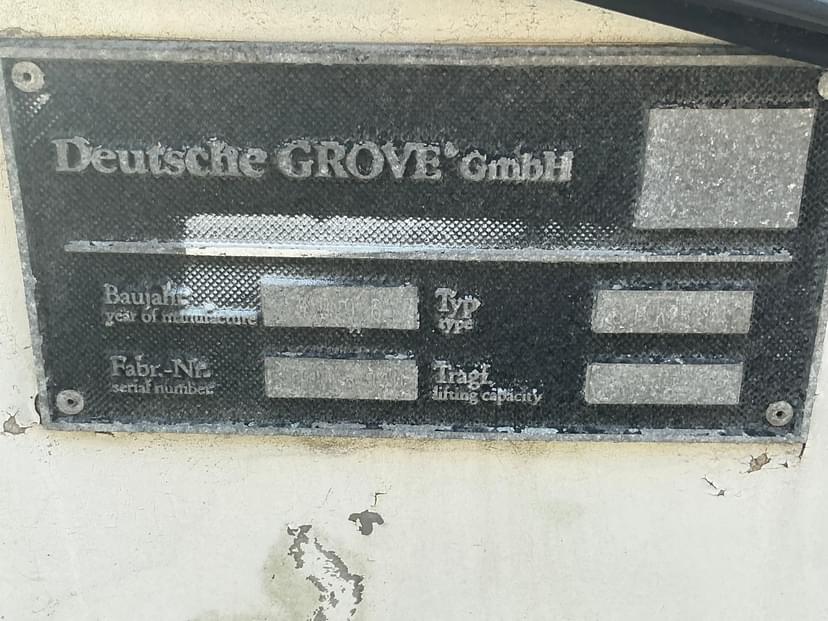 Deutsche GROVE® GmbH
Baujahr
year of manufacture
Typ
type
Fabr.-Nr.
serial number
Tragf.
lifting capacity